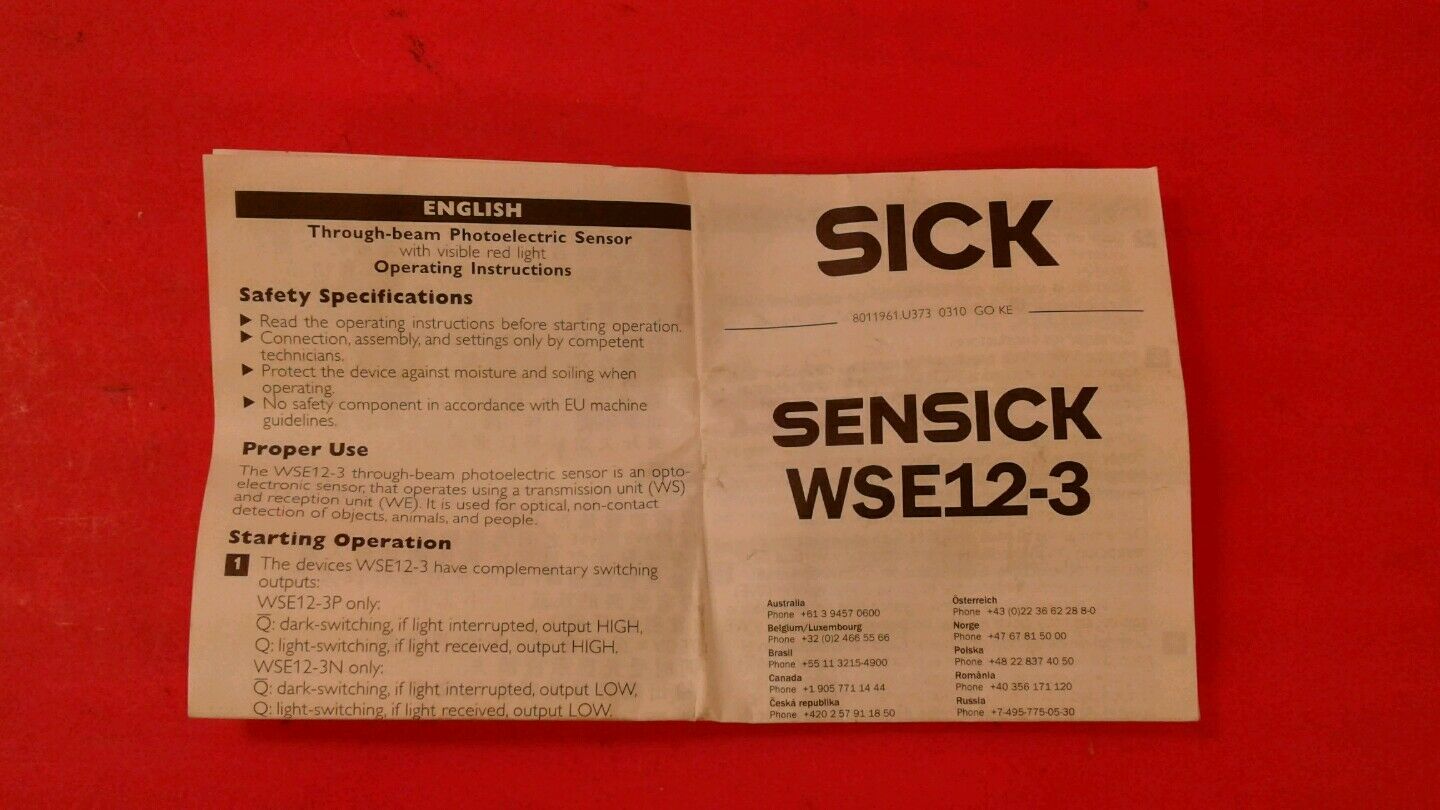 ENGLISH
Through-beam Photoelectric Sensor
with visible red light
Operating Instructions
Safety Specifications
► Read the operating instructions before starting operation.
► Connection, assembly, and settings only by competent
technicians.
► Protect the device against moisture and soiling when
operating.
► No safety component in accordance with EU machine
guidelines.
Proper Use
The WSE12-3 through-beam photoelectric sensor is an opto-
electronic sensor, that operates using a transmission unit (WS)
and reception unit (WE). It is used for optical, non-contact
detection of objects, animals, and people.
Starting Operation
1 The devices WSE12-3 have complementary switching
outputs:
WSE12-3P only:
Q̅: dark-switching, if light interrupted, output HIGH,
Q: light-switching, if light received, output HIGH.
WSE12-3N only:
Q̅: dark-switching, if light interrupted, output LOW,
Q: light-switching, if light received, output LOW.
SICK
8011961.U373 0310 GO KE
SENSICK
WSE12-3
Australia
Phone +61 3 9457 0600
Belgium/Luxembourg
Phone +32 (0)2 466 55 66
Brasil
Phone +55 11 3215-4900
Canada
Phone +1 905 771 14 44
Česká republika
Phone +420 2 57 91 18 50
Österreich
Phone +43 (0)22 36 62 28 8-0
Norge
Phone +47 67 81 50 00
Polska
Phone +48 22 837 40 50
România
Phone +40 356 171 120
Russia
Phone +7-495-775-05-30